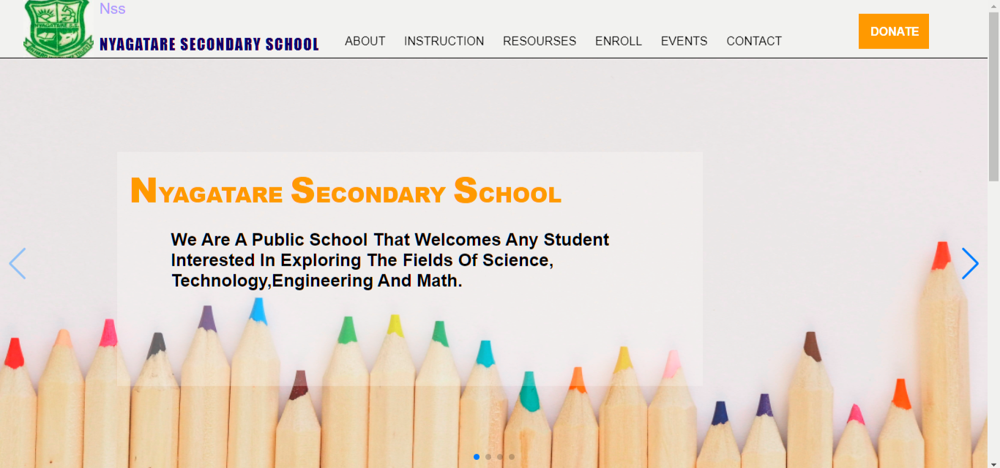 Nss
NYAGATARE S.S
NYAGATARE SECONDARY SCHOOL
ABOUT INSTRUCTION RESOURSES ENROLL EVENTS CONTACT
DONATE
Nyagatare Secondary School
We Are A Public School That Welcomes Any Student
Interested In Exploring The Fields Of Science,
Technology,Engineering And Math.